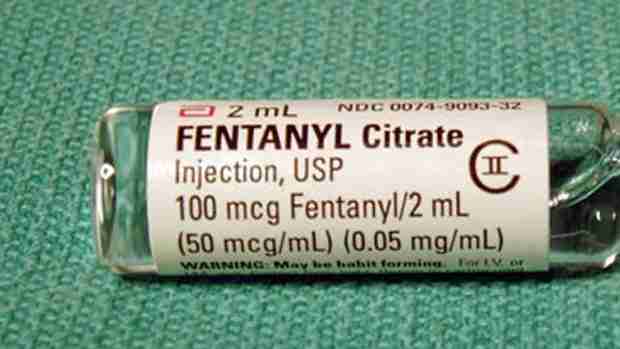 2 mL NDC 0074-9093-32
FENTANYL Citrate
CII
Injection, USP
100 mcg Fentanyl/2 mL
(50 mcg/mL) (0.05 mg/mL)
WARNING: May be habit forming. For I.V. or